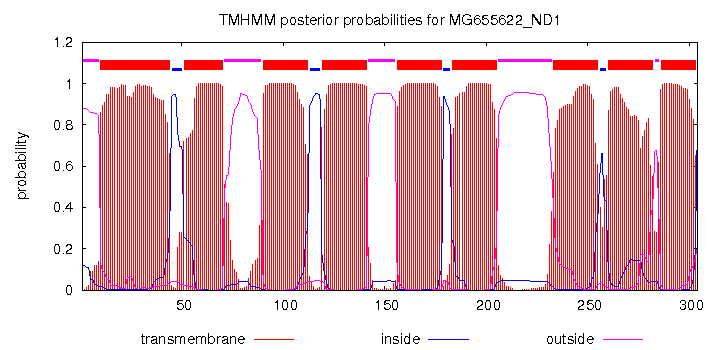 TMHMM posterior probabilities for MG655622_ND1
probability
1.2
1
0.8
0.6
0.4
0.2
0
50 100 150 200 250 300
transmembrane inside outside